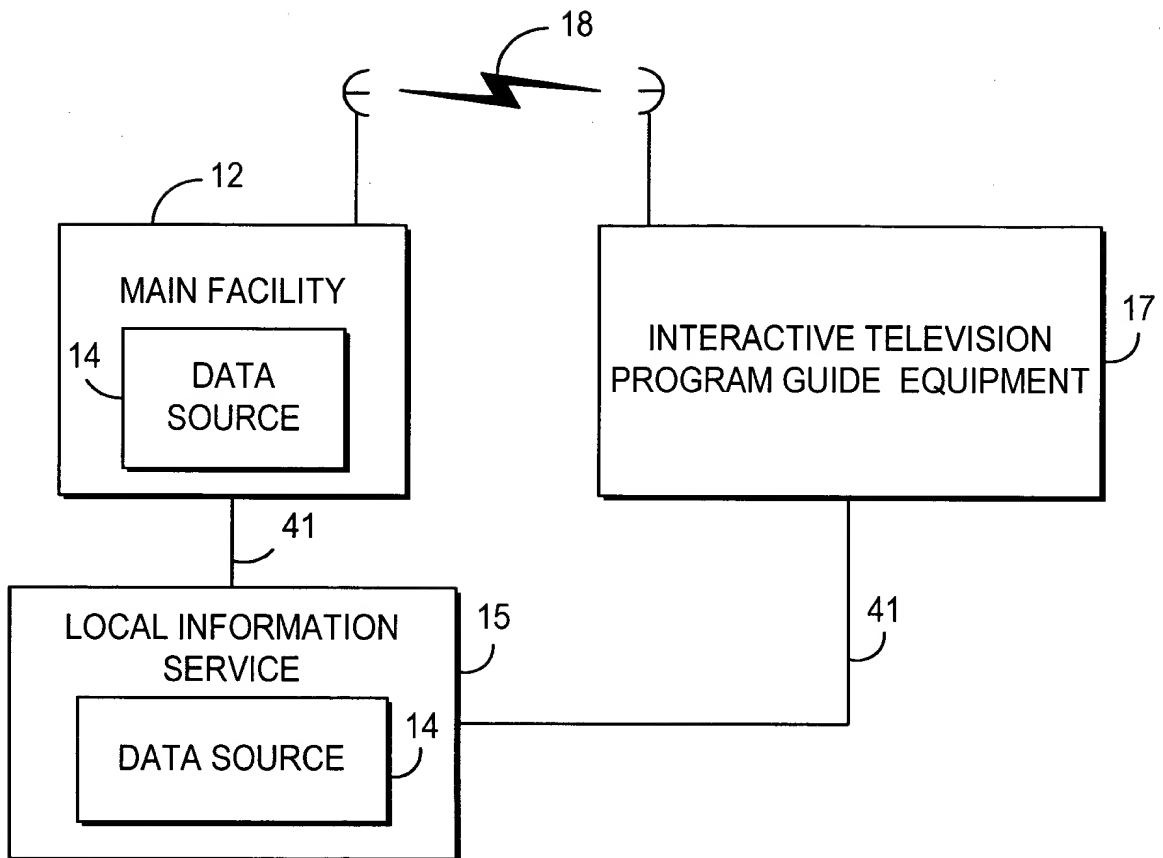 18
12
MAIN FACILITY
14
DATA
SOURCE
INTERACTIVE TELEVISION
PROGRAM GUIDE EQUIPMENT
17
41
LOCAL INFORMATION
SERVICE
15
41
14
DATA SOURCE